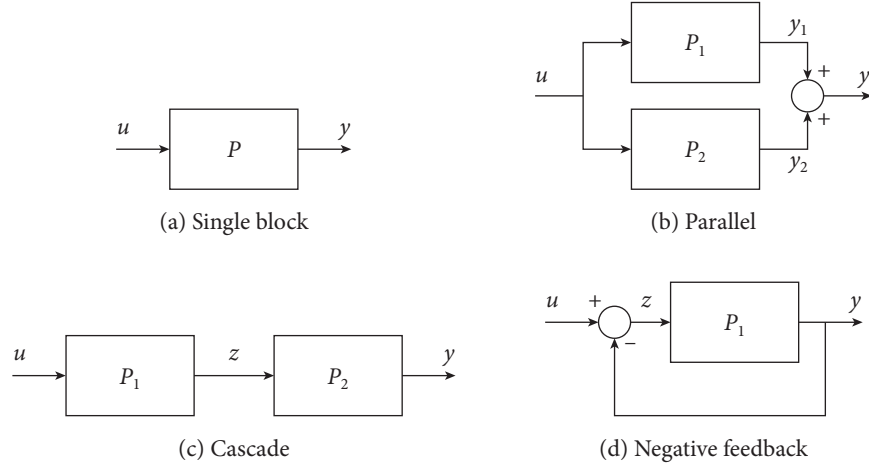 u
P
y
(a) Single block
u
P₁
P₂
y₁
y₂
+
+
y
(b) Parallel
u
P₁
z
P₂
y
(c) Cascade
u
+
−
z
P₁
y
(d) Negative feedback